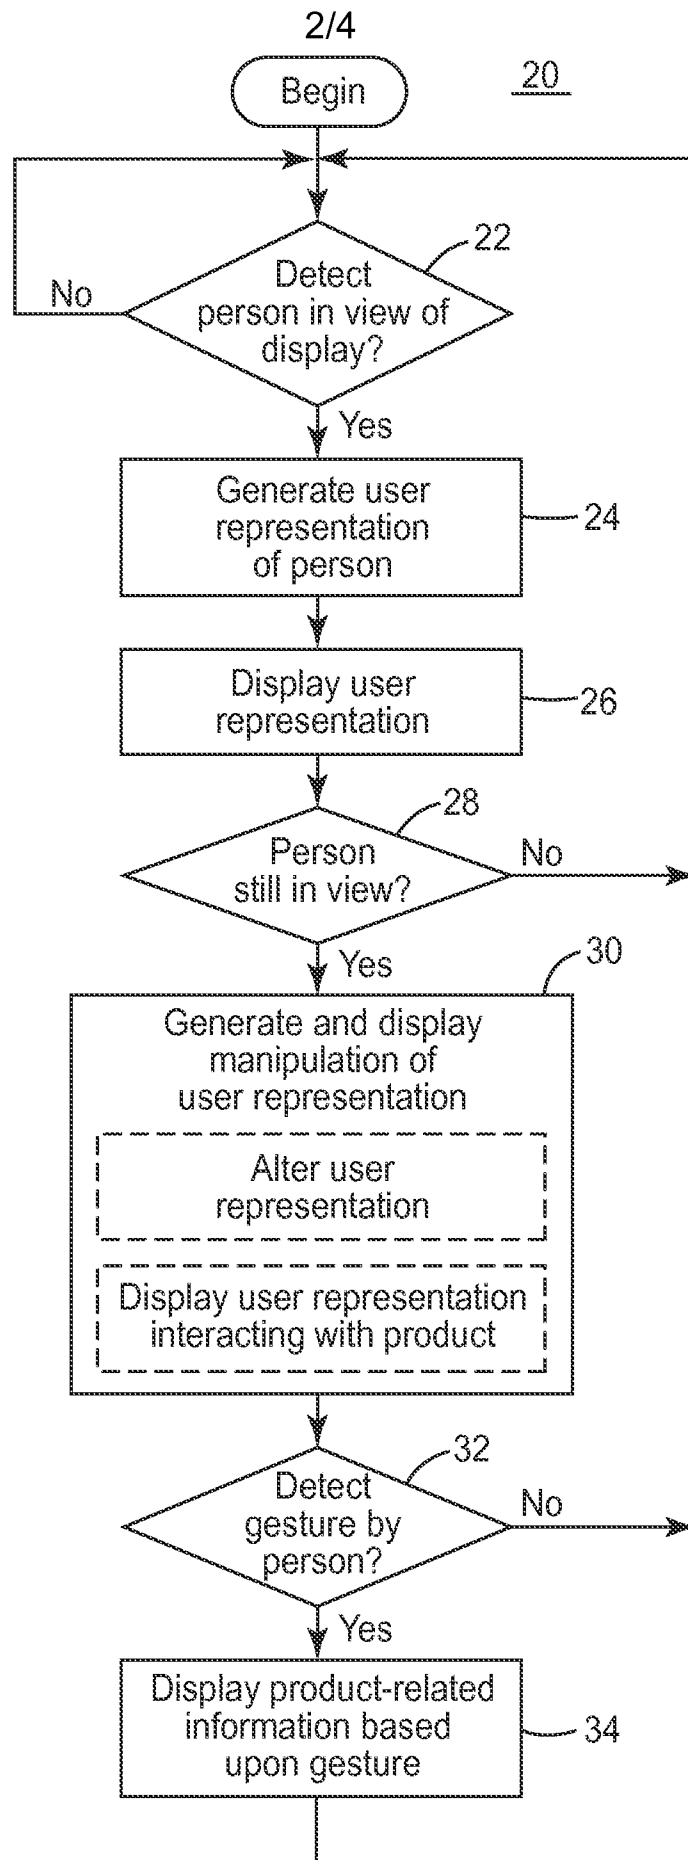 2/4
Begin
20
22
Detect
person in view of
display?
No
Yes
Generate user
representation
of person
24
Display user
representation
26
28
Person
still in view?
No
Yes
30
Generate and display
manipulation of
user representation
Alter user
representation
Display user representation
interacting with product
32
Detect
gesture by
person?
No
Yes
Display product-related
information based
upon gesture
34